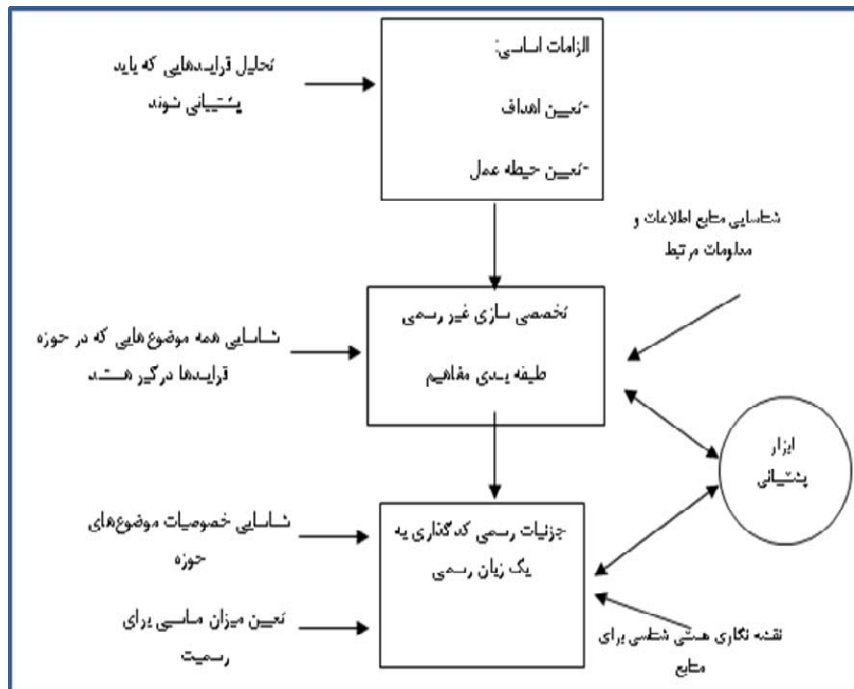 الزامات اساسی:
-تعیین اهداف
-تعیین حیطه عمل
تحلیل فرایندهایی که باید
پشتیبانی شوند
شناسایی منابع اطلاعات و
معلومات مرتبط
تخصصی سازی غیر رسمی
طبقه بندی مفاهیم
شناسایی همه موضوع‌هایی که در حوزه
فرایندها درگیر هستند
ابزار
پشتیبانی
جزئیات رسمی کدگذاری به
یک زبان رسمی
شناسایی خصوصیات موضوع‌های
حوزه
تعیین میزان مناسبی برای
رسمیت
نقشه نگاری هستی شناسی برای
منابع